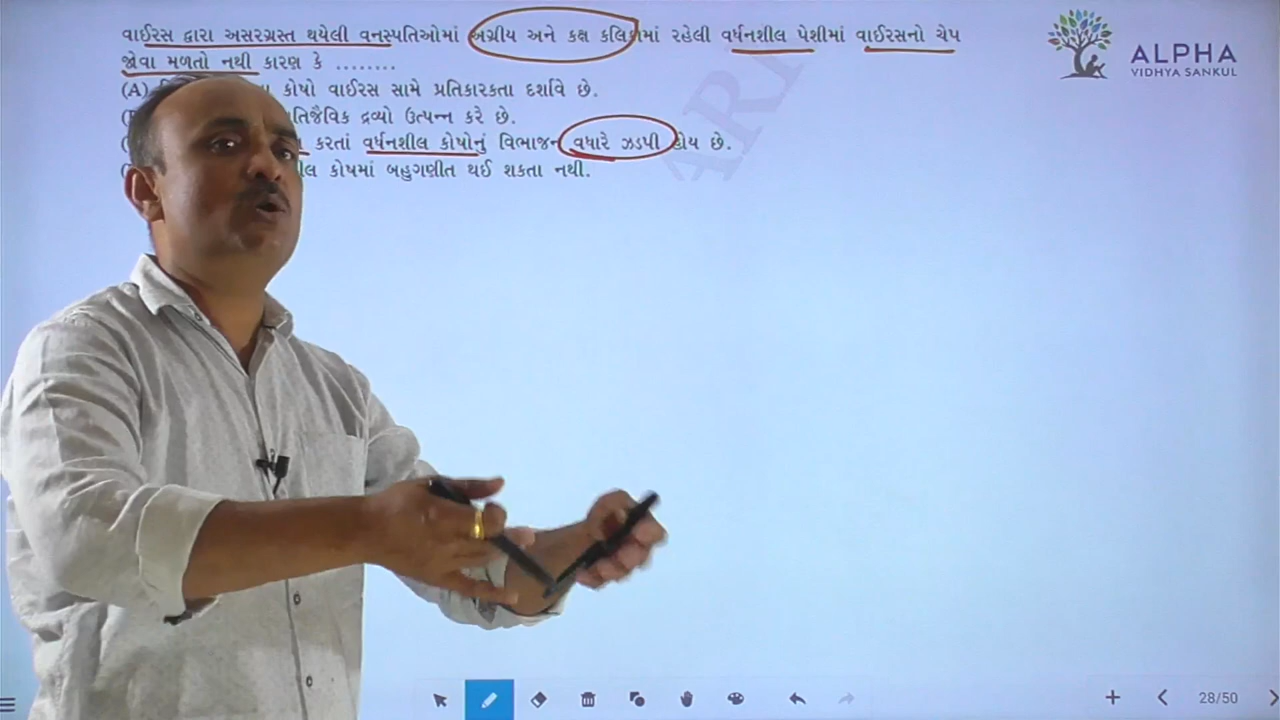 વાઈરસ દ્વારા અસરગ્રસ્ત થયેલી વનસ્પતિઓમાં અગ્રીય અને કક્ષ કલિકામાં રહેલી વર્ધનશીલ પેશીમાં વાઈરસનો ચેપ
જોવા મળતો નથી કારણ કે ........
(A) કોષો વાઈરસ સામે પ્રતિકારકતા દર્શાવે છે.
દ્રવ્યો ઉત્પન્ન કરે છે.
કરતાં વર્ધનશીલ કોષોનું વિભાજન વધારે ઝડપી હોય છે.
કોષમાં બહુગણીત થઈ શકતા નથી.
ALPHA
VIDHYA SANKUL
28/50